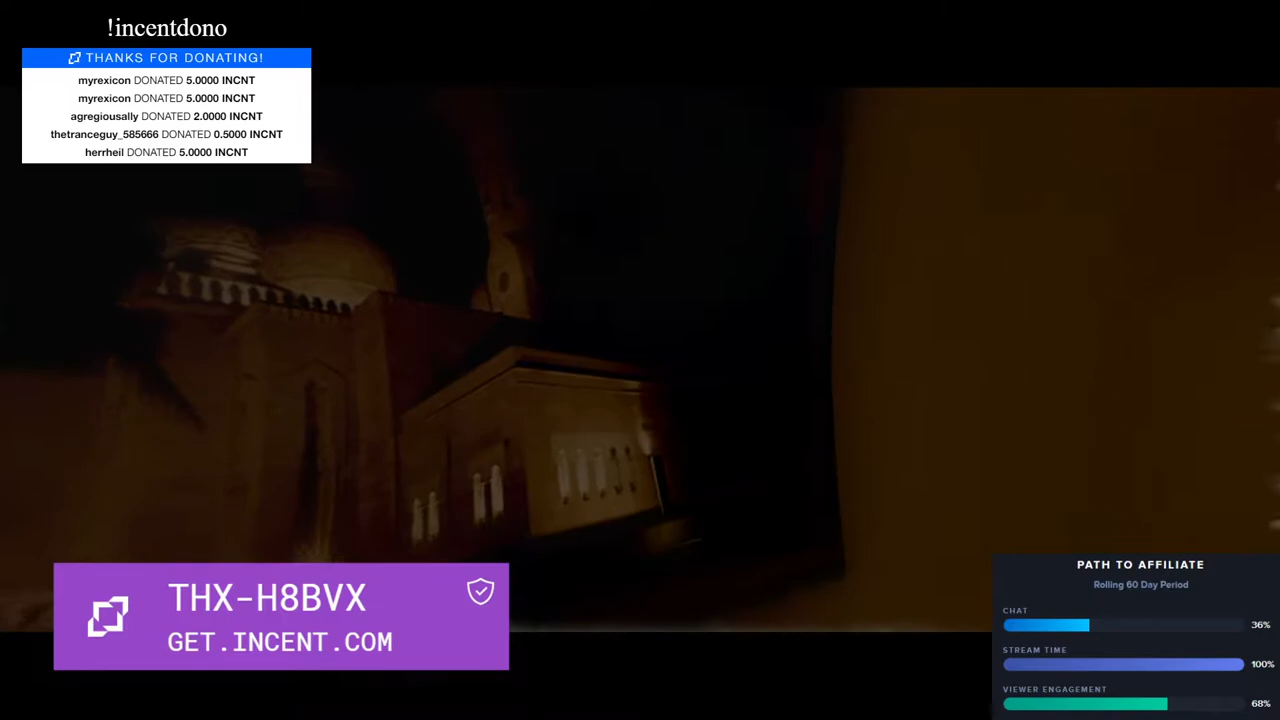 !incentdono
THANKS FOR DONATING!
myrexicon DONATED 5.0000 INCNT
myrexicon DONATED 5.0000 INCNT
agregiousally DONATED 2.0000 INCNT
thetranceguy_585666 DONATED 0.5000 INCNT
herrheil DONATED 5.0000 INCNT
THX-H8BVX
GET.INCENT.COM
PATH TO AFFILIATE
Rolling 60 Day Period
CHAT
36%
STREAM TIME
100%
VIEWER ENGAGEMENT
68%